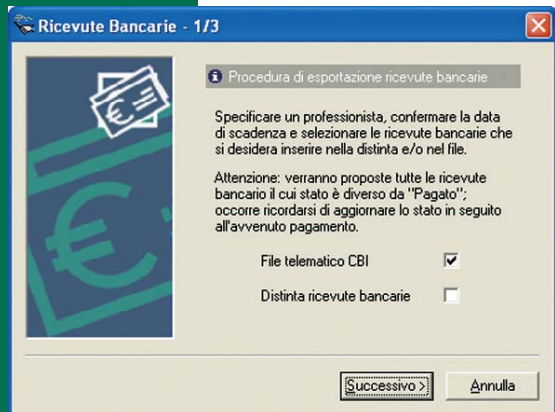 Ricevute Bancarie - 1/3
Procedura di esportazione ricevute bancarie
Specificare un professionista, confermare la data
di scadenza e selezionare le ricevute bancarie che
si desidera inserire nella distinta e/o nel file.
Attenzione: verranno proposte tutte le ricevute
bancario il cui stato è diverso da "Pagato";
occorre ricordarsi di aggiornare lo stato in seguito
all'avvenuto pagamento.
File telematico CBI
Distinta ricevute bancarie
Successivo > Annulla